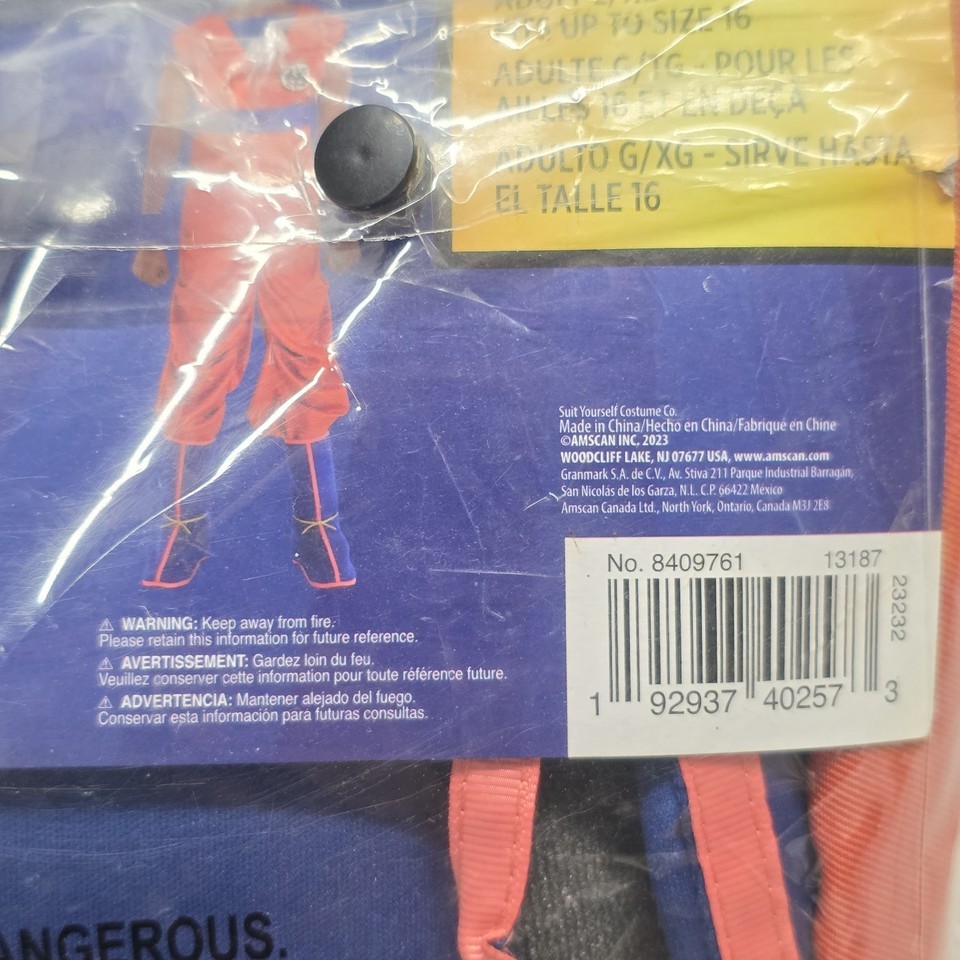 UP TO SIZE 16
ADULTE G/TG - POUR LES
AILLES 16 ET EN DEÇA
ADULTO G/XG - SIRVE HASTA
EL TALLE 16
Suit Yourself Costume Co.
Made in China/Hecho en China/Fabriqué en Chine
©AMSCAN INC, 2023
WOODCLIFF LAKE, NJ 07677 USA, www.amscan.com
Granmark S.A. de C.V., Av. Stiva 211 Parque Industrial Barragán,
San Nicolás de los Garza, N.L. C.P. 66422 México
Amscan Canada Ltd., North York, Ontario, Canada M3J 2E8
No. 8409761 13187
23232
1 92937 40257 3
⚠ WARNING: Keep away from fire.
Please retain this information for future reference.
⚠ AVERTISSEMENT: Gardez loin du feu.
Veuillez conserver cette information pour toute référence future.
⚠ ADVERTENCIA: Mantener alejado del fuego.
Conservar esta información para futuras consultas.
ANGEROUS.